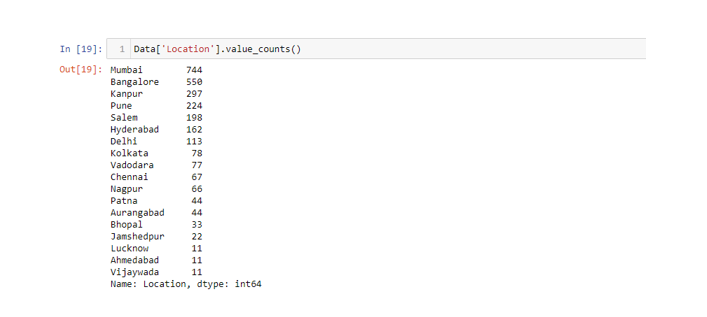 In [19]: 1 Data['Location'].value_counts()
Out[19]: Mumbai 744
Bangalore 550
Kanpur 297
Pune 224
Salem 198
Hyderabad 162
Delhi 113
Kolkata 78
Vadodara 77
Chennai 67
Nagpur 66
Patna 44
Aurangabad 44
Bhopal 33
Jamshedpur 22
Lucknow 11
Ahmedabad 11
Vijaywada 11
Name: Location, dtype: int64